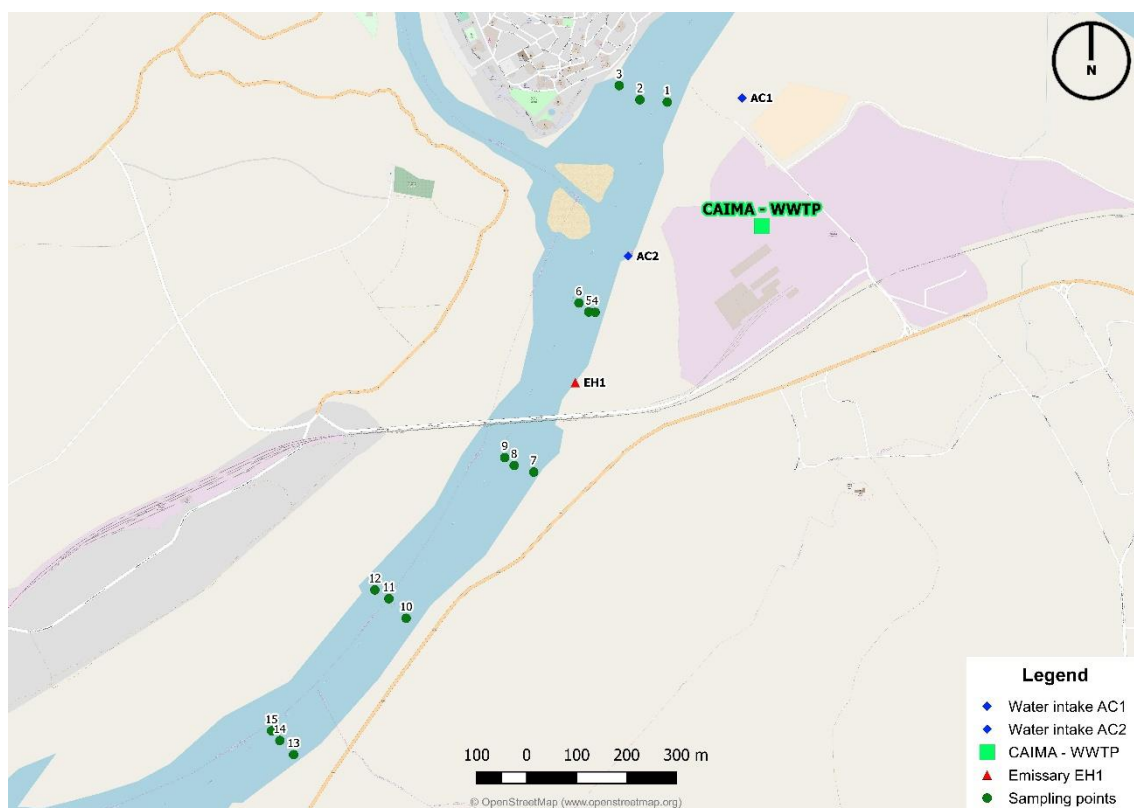 3
2
1
AC1
N
CAIMA - WWTP
AC2
6
54
EH1
9
8
7
12
11
10
15
14
13
100 0 100 200 300 m
© OpenStreetMap (www.openstreetmap.org)
Legend
Water intake AC1
Water intake AC2
CAIMA - WWTP
Emissary EH1
Sampling points